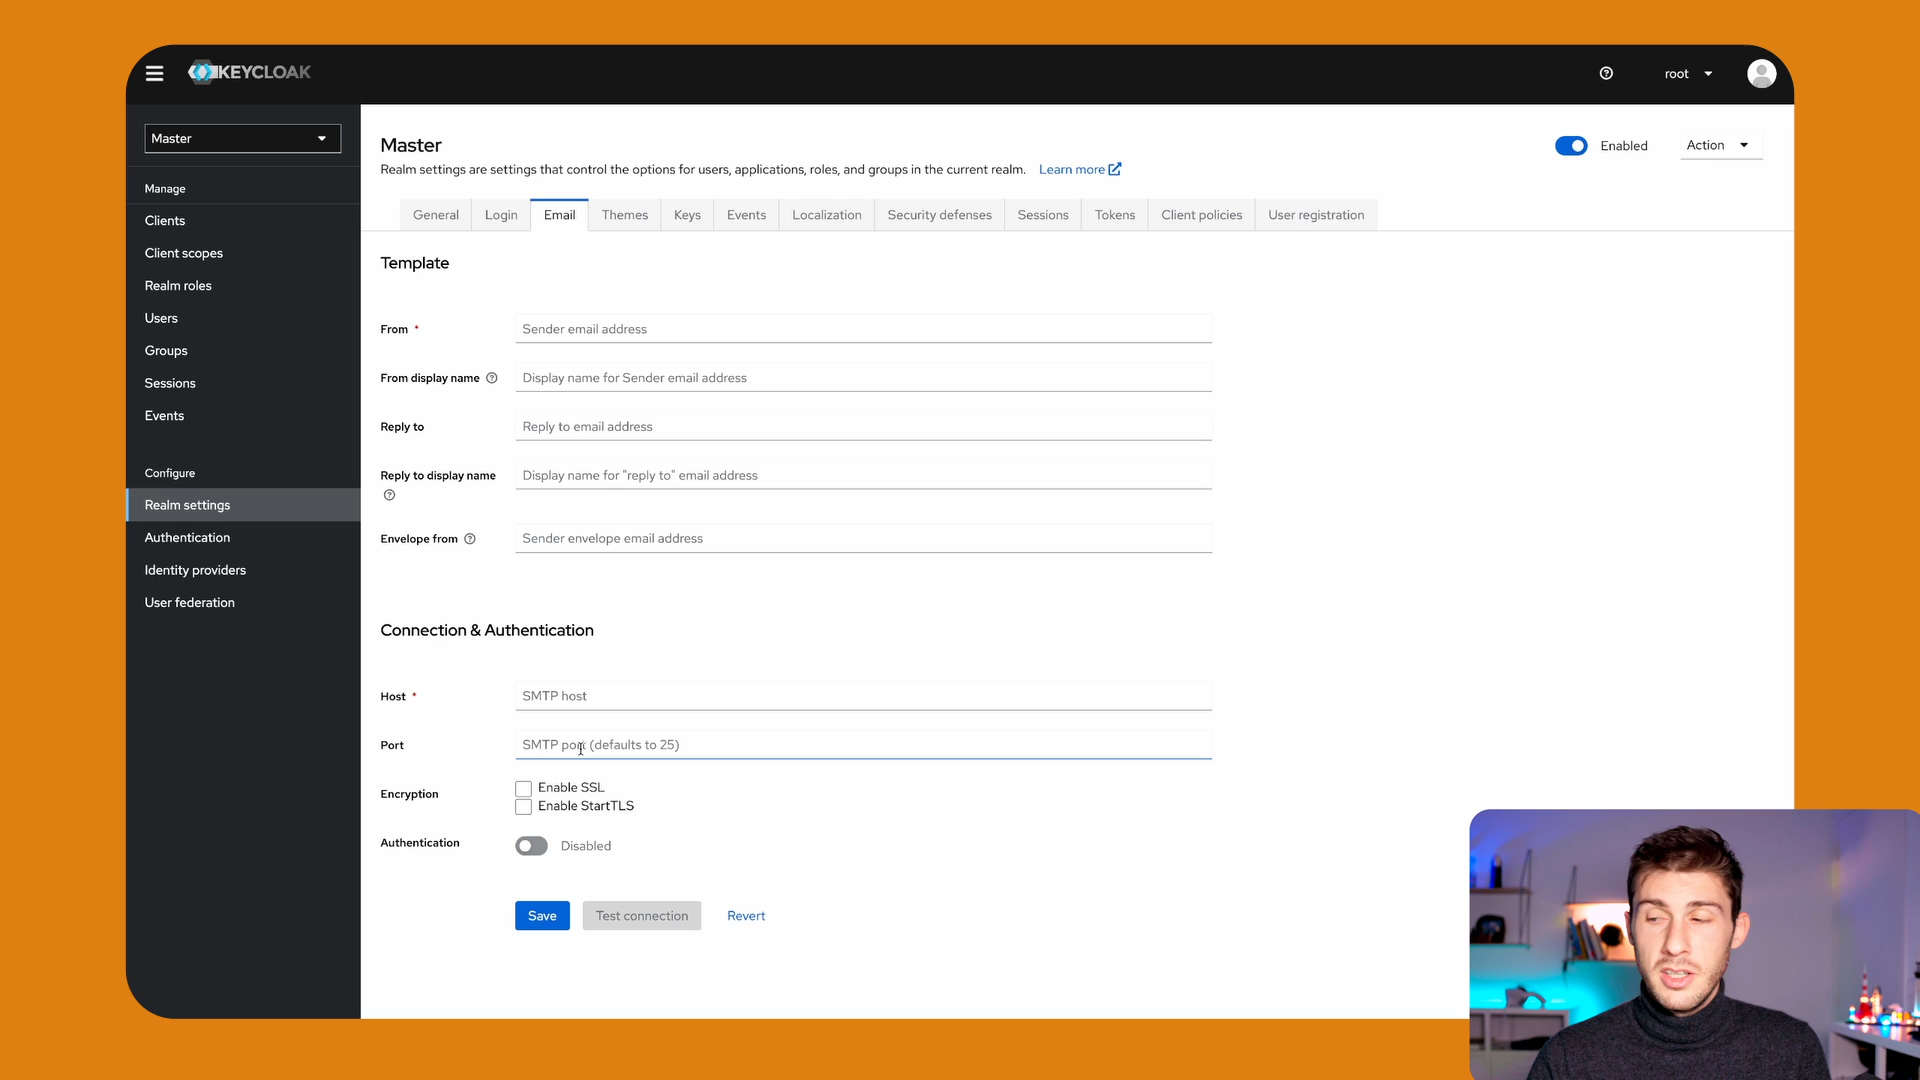 KEYCLOAK
root
Master
Manage
Clients
Client scopes
Realm roles
Users
Groups
Sessions
Events
Configure
Realm settings
Authentication
Identity providers
User federation
Master
Enabled
Action
Realm settings are settings that control the options for users, applications, roles, and groups in the current realm. Learn more
General Login Email Themes Keys Events Localization Security defenses Sessions Tokens Client policies User registration
Template
From * Sender email address
From display name Display name for Sender email address
Reply to Reply to email address
Reply to display name Display name for "reply to" email address
Envelope from Sender envelope email address
Connection & Authentication
Host * SMTP host
Port SMTP port (defaults to 25)
Encryption Enable SSL
Enable StartTLS
Authentication Disabled
Save Test connection Revert